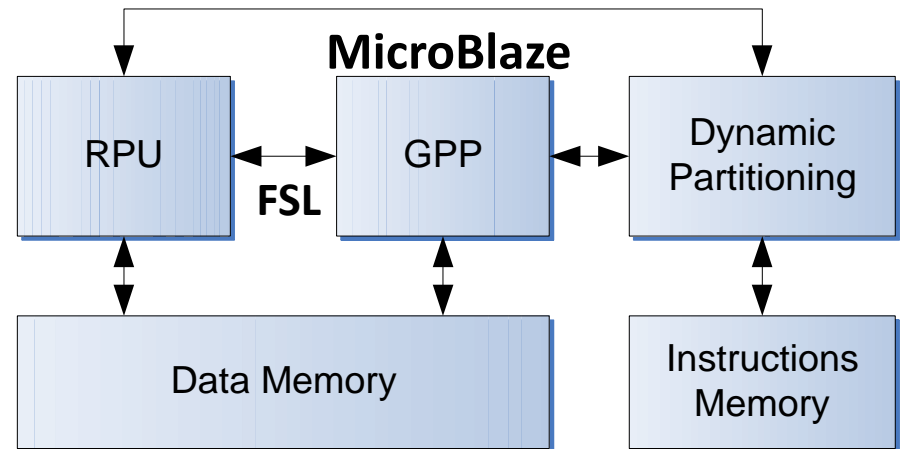 MicroBlaze
RPU
GPP
Dynamic
Partitioning
FSL
Data Memory
Instructions
Memory